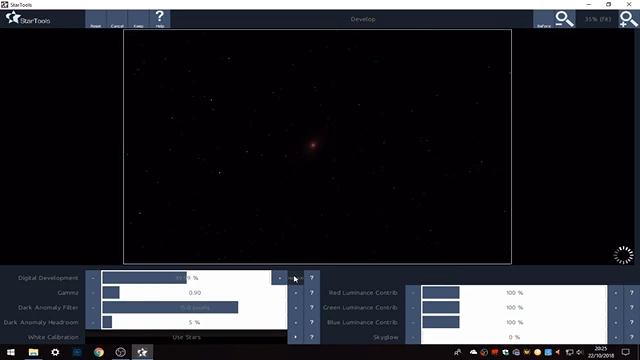 StarTools
StarTools
Reset
Cancel
Keep
?
Help
Develop
Before
35% (Fit)
Digital Development
%
?
Gamma
0.90
?
Dark Anomaly Filter
?
Dark Anomaly Headroom
5 %
?
White Calibration
Use Stars
?
Red Luminance Contrib
100 %
?
Green Luminance Contrib
100 %
?
Blue Luminance Contrib
100 %
?
Skyglow
0 %
?
20:25
22/10/2018